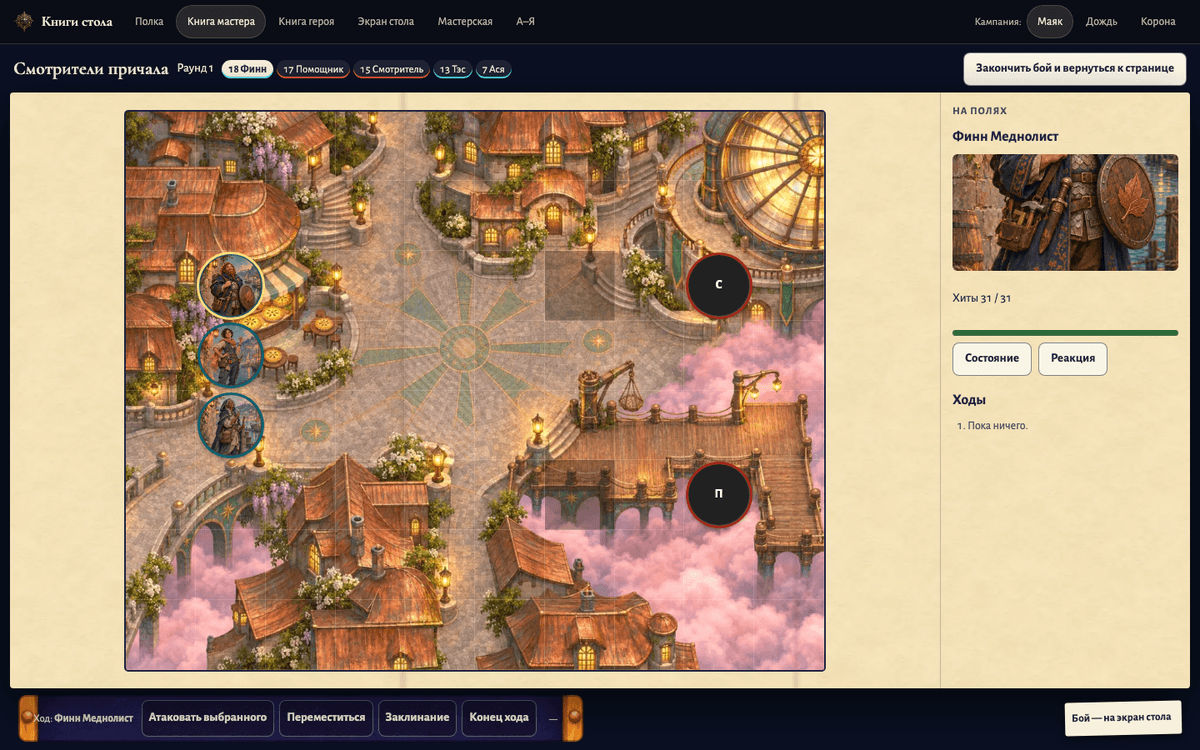 Книги стола Полка Книга мастера Книга героя Экран стола Мастерская А–Я Кампания: Маяк Дождь Корона
Смотрители причала Раунд 1 18 Финн 17 Помощник 15 Смотритель 13 Тэс 7 Ася Закончить бой и вернуться к странице
НА ПОЛЯХ
Финн Меднолист
С
Хиты 31 / 31
Состояние Реакция
Ходы
1. Пока ничего.
П
Ход: Финн Меднолист Атаковать выбранного Переместиться Заклинание Конец хода — Бой — на экран стола